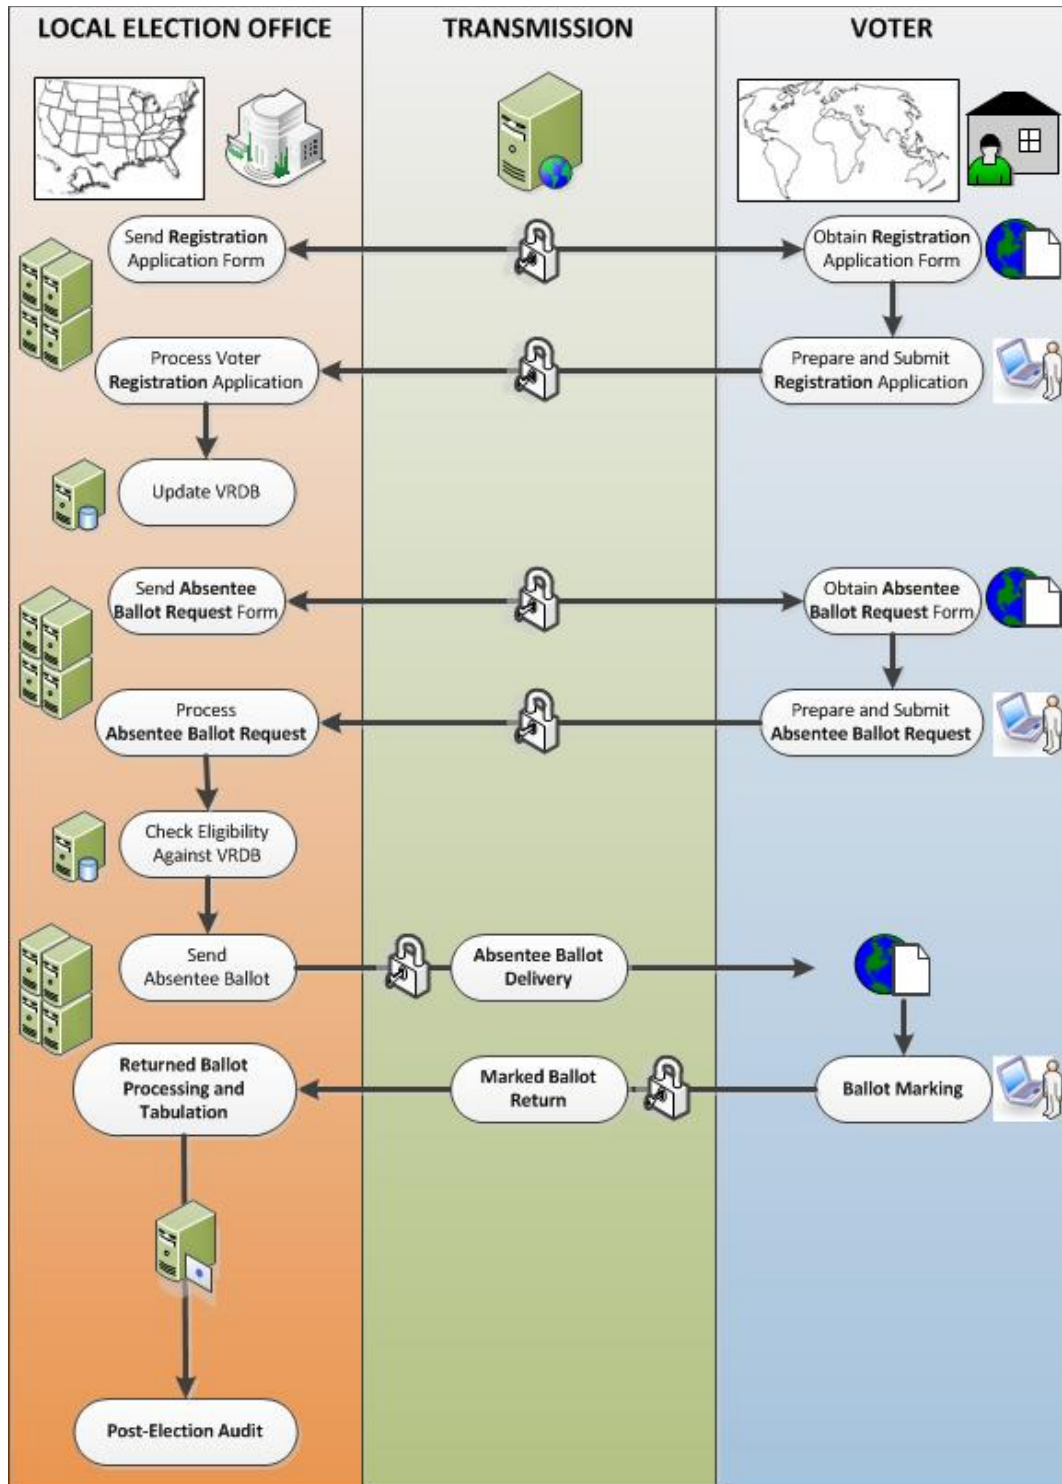 LOCAL ELECTION OFFICE
TRANSMISSION
VOTER
Send Registration
Application Form
Obtain Registration
Application Form
Process Voter
Registration Application
Prepare and Submit
Registration Application
Update VRDB
Send Absentee
Ballot Request Form
Obtain Absentee
Ballot Request Form
Process
Absentee Ballot Request
Prepare and Submit
Absentee Ballot Request
Check Eligibility
Against VRDB
Send
Absentee Ballot
Absentee Ballot
Delivery
Returned Ballot
Processing and
Tabulation
Marked Ballot
Return
Ballot Marking
Post-Election Audit